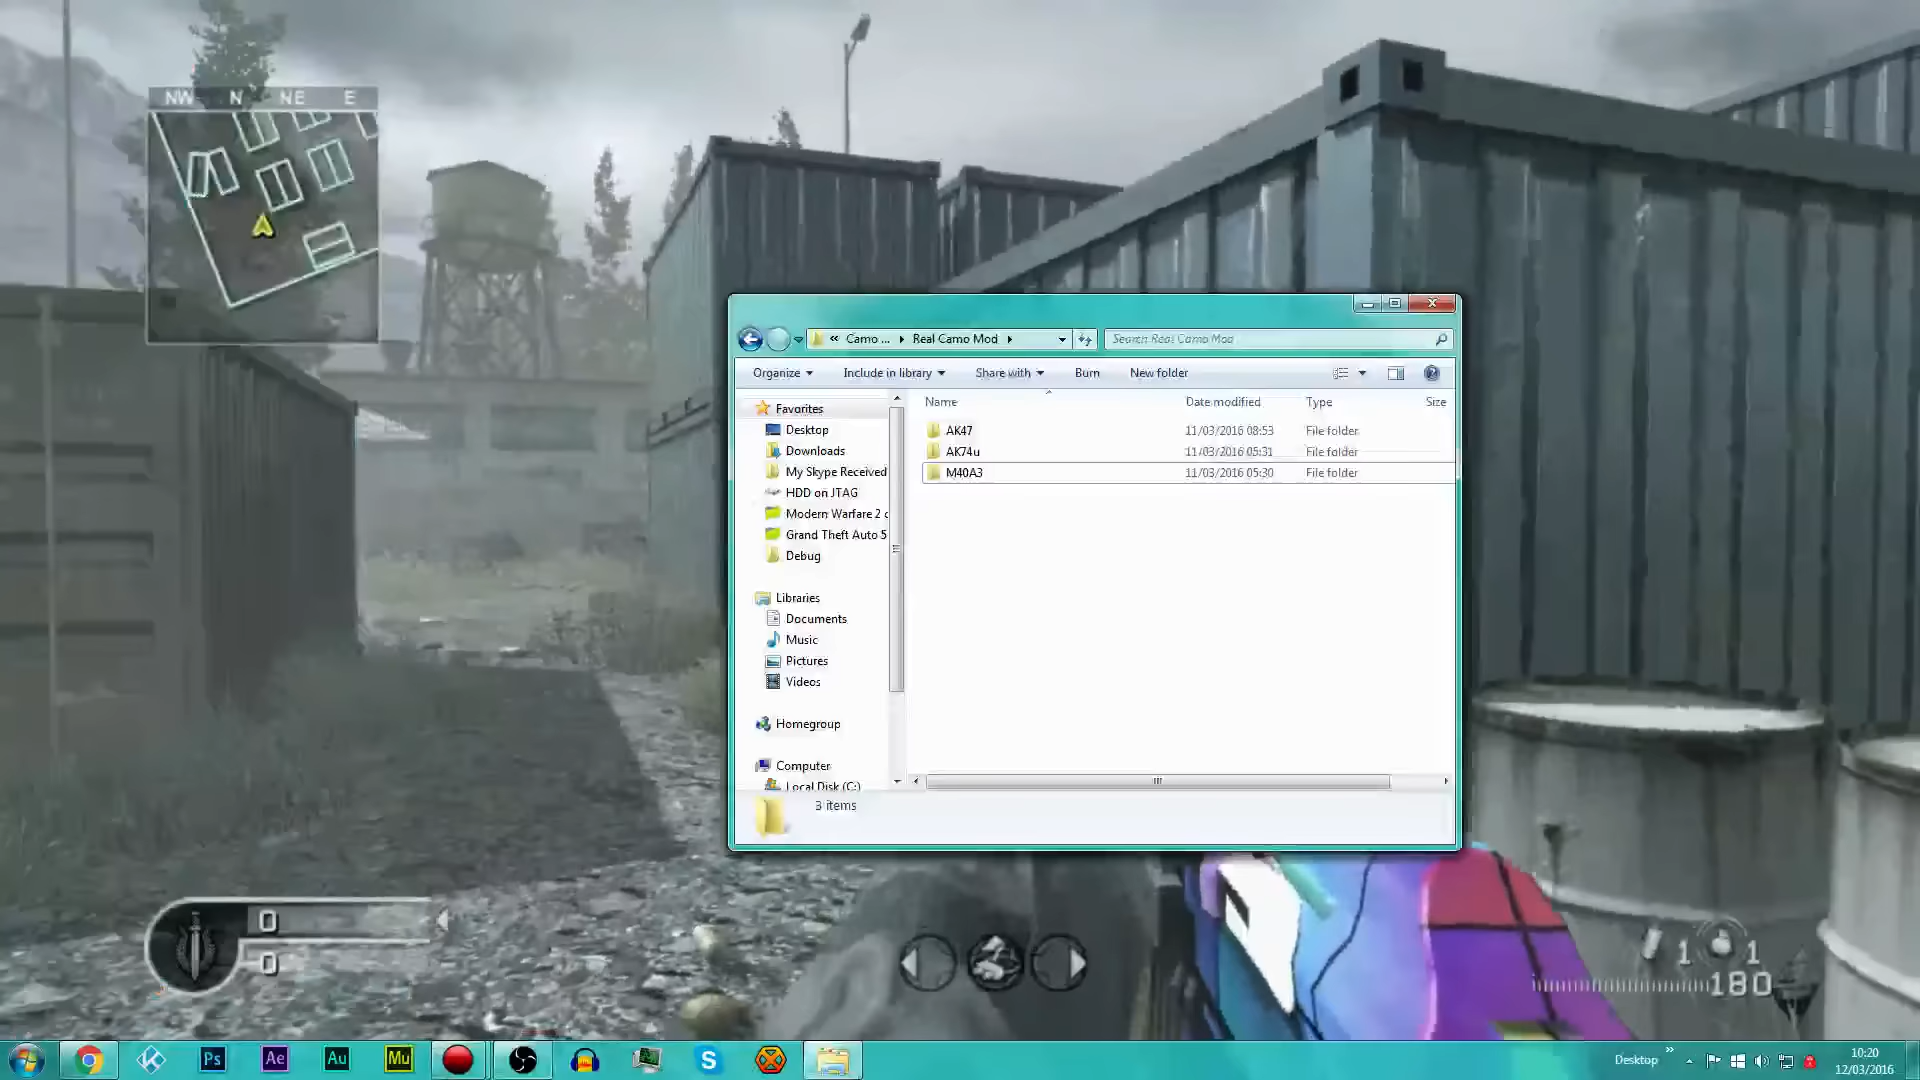 NW N NE E
« Camo ... Real Camo Mod
Search Real Camo Mod
Organize Include in library Share with Burn New folder
Name Date modified Type Size
Favorites
Desktop
Downloads
My Skype Received
HDD on JTAG
Modern Warfare 2 c
Grand Theft Auto 5
Debug
Libraries
Documents
Music
Pictures
Videos
Homegroup
Computer
Local Disk (C:)
AK47 11/03/2016 08:53 File folder
AK74u 11/03/2016 05:31 File folder
M40A3 11/03/2016 05:30 File folder
3 items
0
0
1 1
180
Ps Ae Au Mu
Desktop »
10:20
12/03/2016